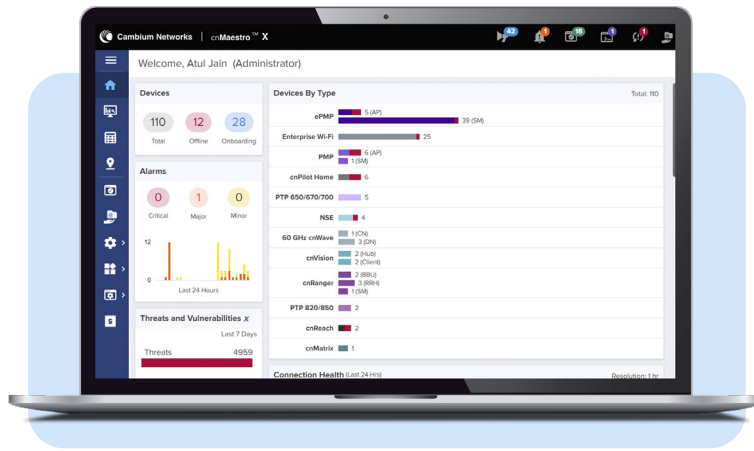 Cambium Networks | cnMaestro™ X
42
1
18
1
1
Welcome, Atul Jain (Administrator)
Devices
110
12
28
Total
Offline
Onboarding
Alarms
0
1
0
Critical
Major
Minor
12
0
Last 24 Hours
Threats and Vulnerabilities X
Last 7 Days
Threats 4959
Devices By Type
Total: 110
ePMP
5 (AP)
39 (SM)
Enterprise Wi-Fi
25
PMP
6 (AP)
1 (SM)
cnPilot Home
6
PTP 650/670/700
5
NSE
4
60 GHz cnWave
1 (CN)
3 (DN)
cnVision
2 (Hub)
2 (Client)
cnRanger
2 (BBU)
3 (RRH)
1 (SM)
PTP 820/850
2
cnReach
2
cnMatrix
1
Connection Health (Last 24 Hrs)
Resolution: 1 hr